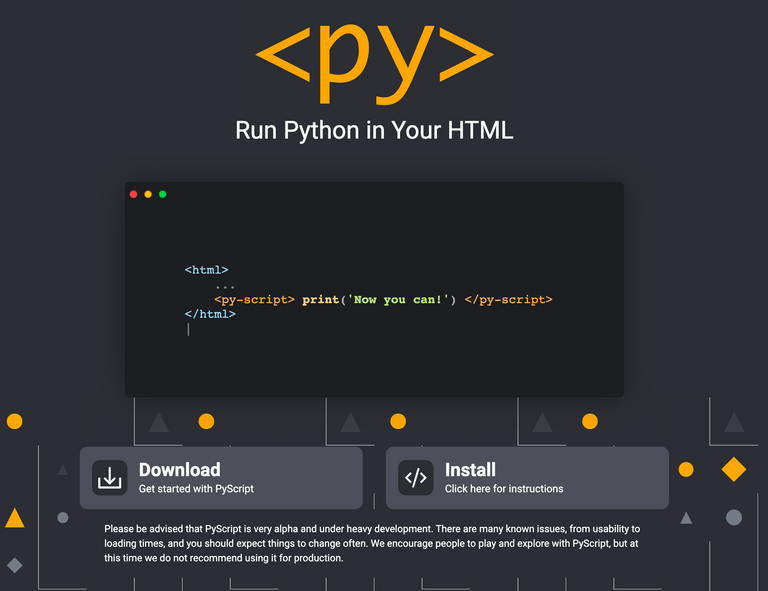 <py>
Run Python in Your HTML
<html>
...
<py-script> print('Now you can!') </py-script>
</html>
Download
Get started with PyScript
</>
Install
Click here for instructions
Please be advised that PyScript is very alpha and under heavy development. There are many known issues, from usability to
loading times, and you should expect things to change often. We encourage people to play and explore with PyScript, but at
this time we do not recommend using it for production.